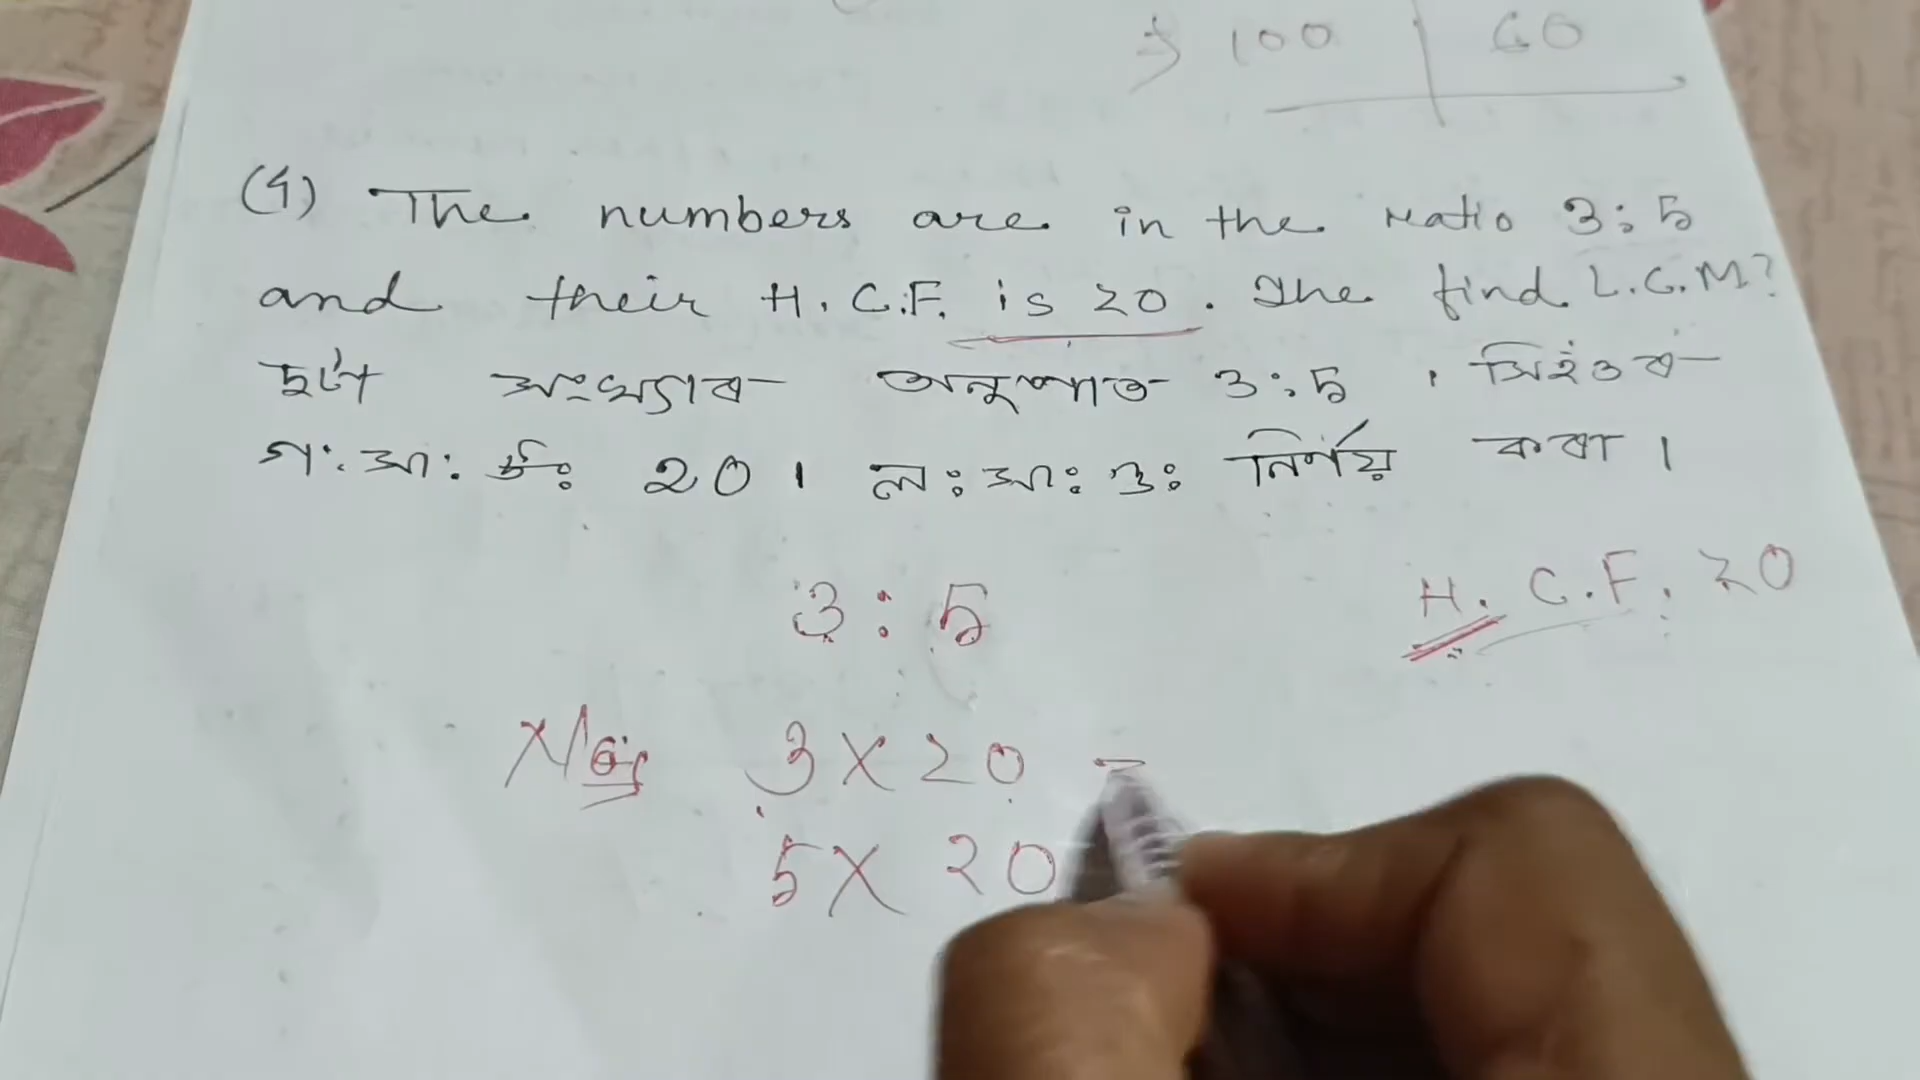 100 | 60
(4) The numbers are in the ratio 3:5
and their H.C.F. is 20. The find L.C.M?
দুটা সংখ্যাৰ অনুপাত 3:5 । সিহঁতৰ
গঃ সাঃ উঃ 20। লঃ সাঃ গুঃ নিৰ্ণয় কৰা।
3 : 5
H.C.F. 20
Nos 3 X 20 =
5 X 20